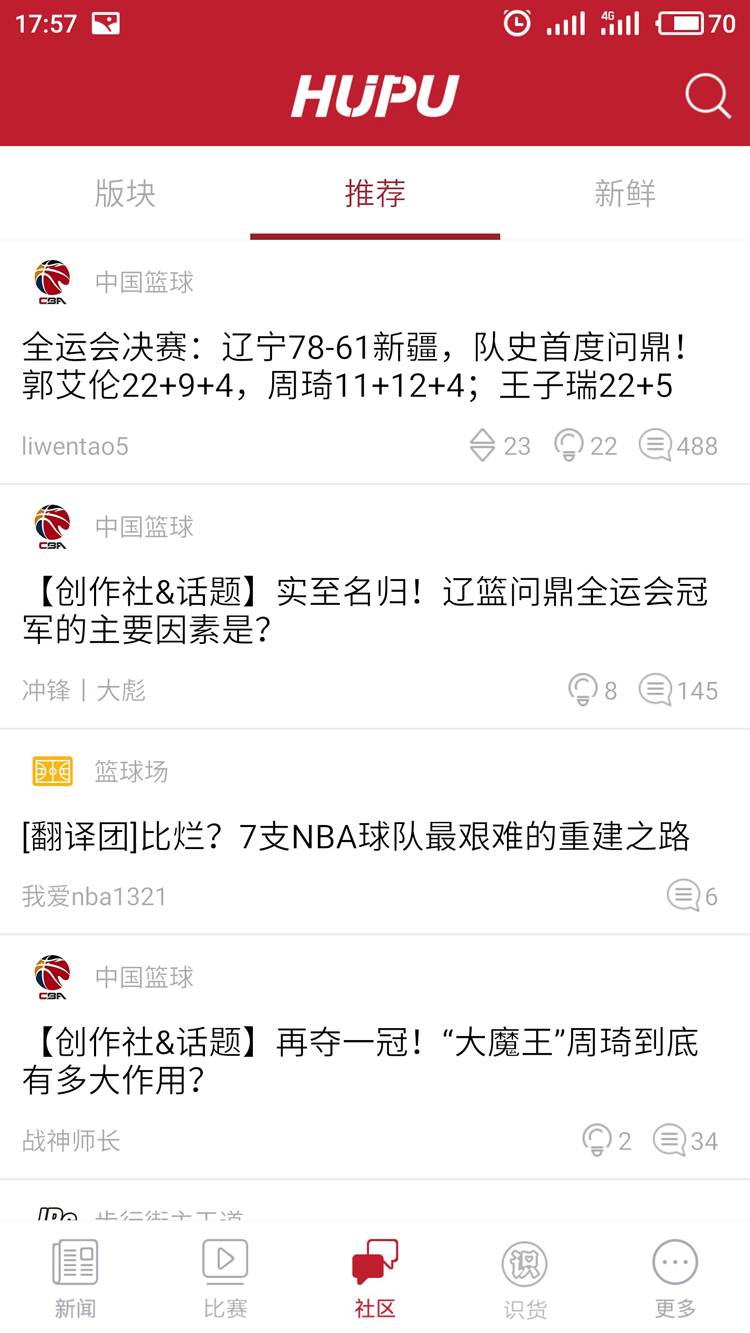 17:57
4G
70
HUPU
版块
推荐
新鲜
CBA
中国篮球
全运会决赛：辽宁78-61新疆，队史首度问鼎！
郭艾伦22+9+4，周琦11+12+4；王子瑞22+5
liwentao5
23
22
488
CBA
中国篮球
【创作社&话题】实至名归！辽篮问鼎全运会冠
军的主要因素是？
冲锋丨大彪
8
145
篮球场
[翻译团]比烂？7支NBA球队最艰难的重建之路
我爱nba1321
6
CBA
中国篮球
【创作社&话题】再夺一冠！“大魔王”周琦到底
有多大作用？
战神师长
2
34
步行街主干道
新闻
比赛
社区
识
识货
更多